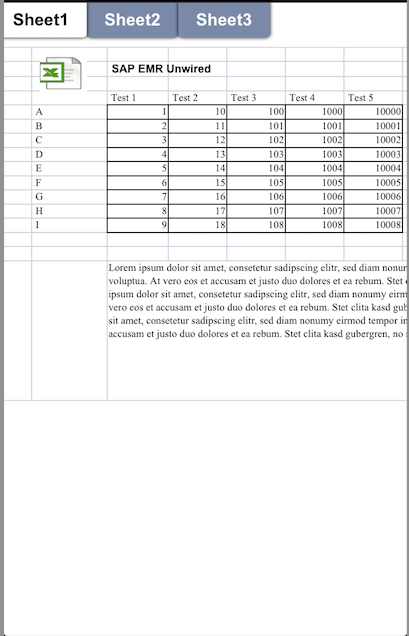 Sheet1 Sheet2 Sheet3
SAP EMR Unwired
Test 1 Test 2 Test 3 Test 4 Test 5
A 1 10 100 1000 10000
B 2 11 101 1001 10001
C 3 12 102 1002 10002
D 4 13 103 1003 10003
E 5 14 104 1004 10004
F 6 15 105 1005 10005
G 7 16 106 1006 10006
H 8 17 107 1007 10007
I 9 18 108 1008 10008
Lorem ipsum dolor sit amet, consetetur sadipscing elitr, sed diam
voluptua. At vero eos et accusam et justo duo dolores et ea rebum. Stet
ipsum dolor sit amet, consetetur sadipscing elitr, sed diam nonumy eirm
vero eos et accusam et justo duo dolores et ea rebum. Stet clita kasd
sit amet, consetetur sadipscing elitr, sed diam nonumy eirmod tempor in
accusam et justo duo dolores et ea rebum. Stet clita kasd gubergren, no